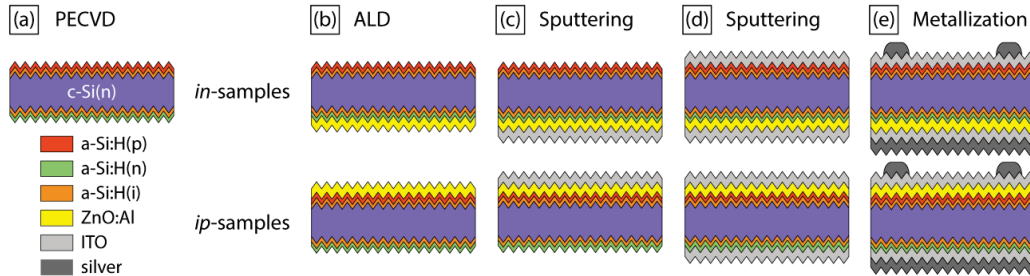 (a) PECVD
(b) ALD
(c) Sputtering
(d) Sputtering
(e) Metallization
c-Si(n)
in-samples
a-Si:H(p)
a-Si:H(n)
a-Si:H(i)
ZnO:Al
ITO
silver
ip-samples